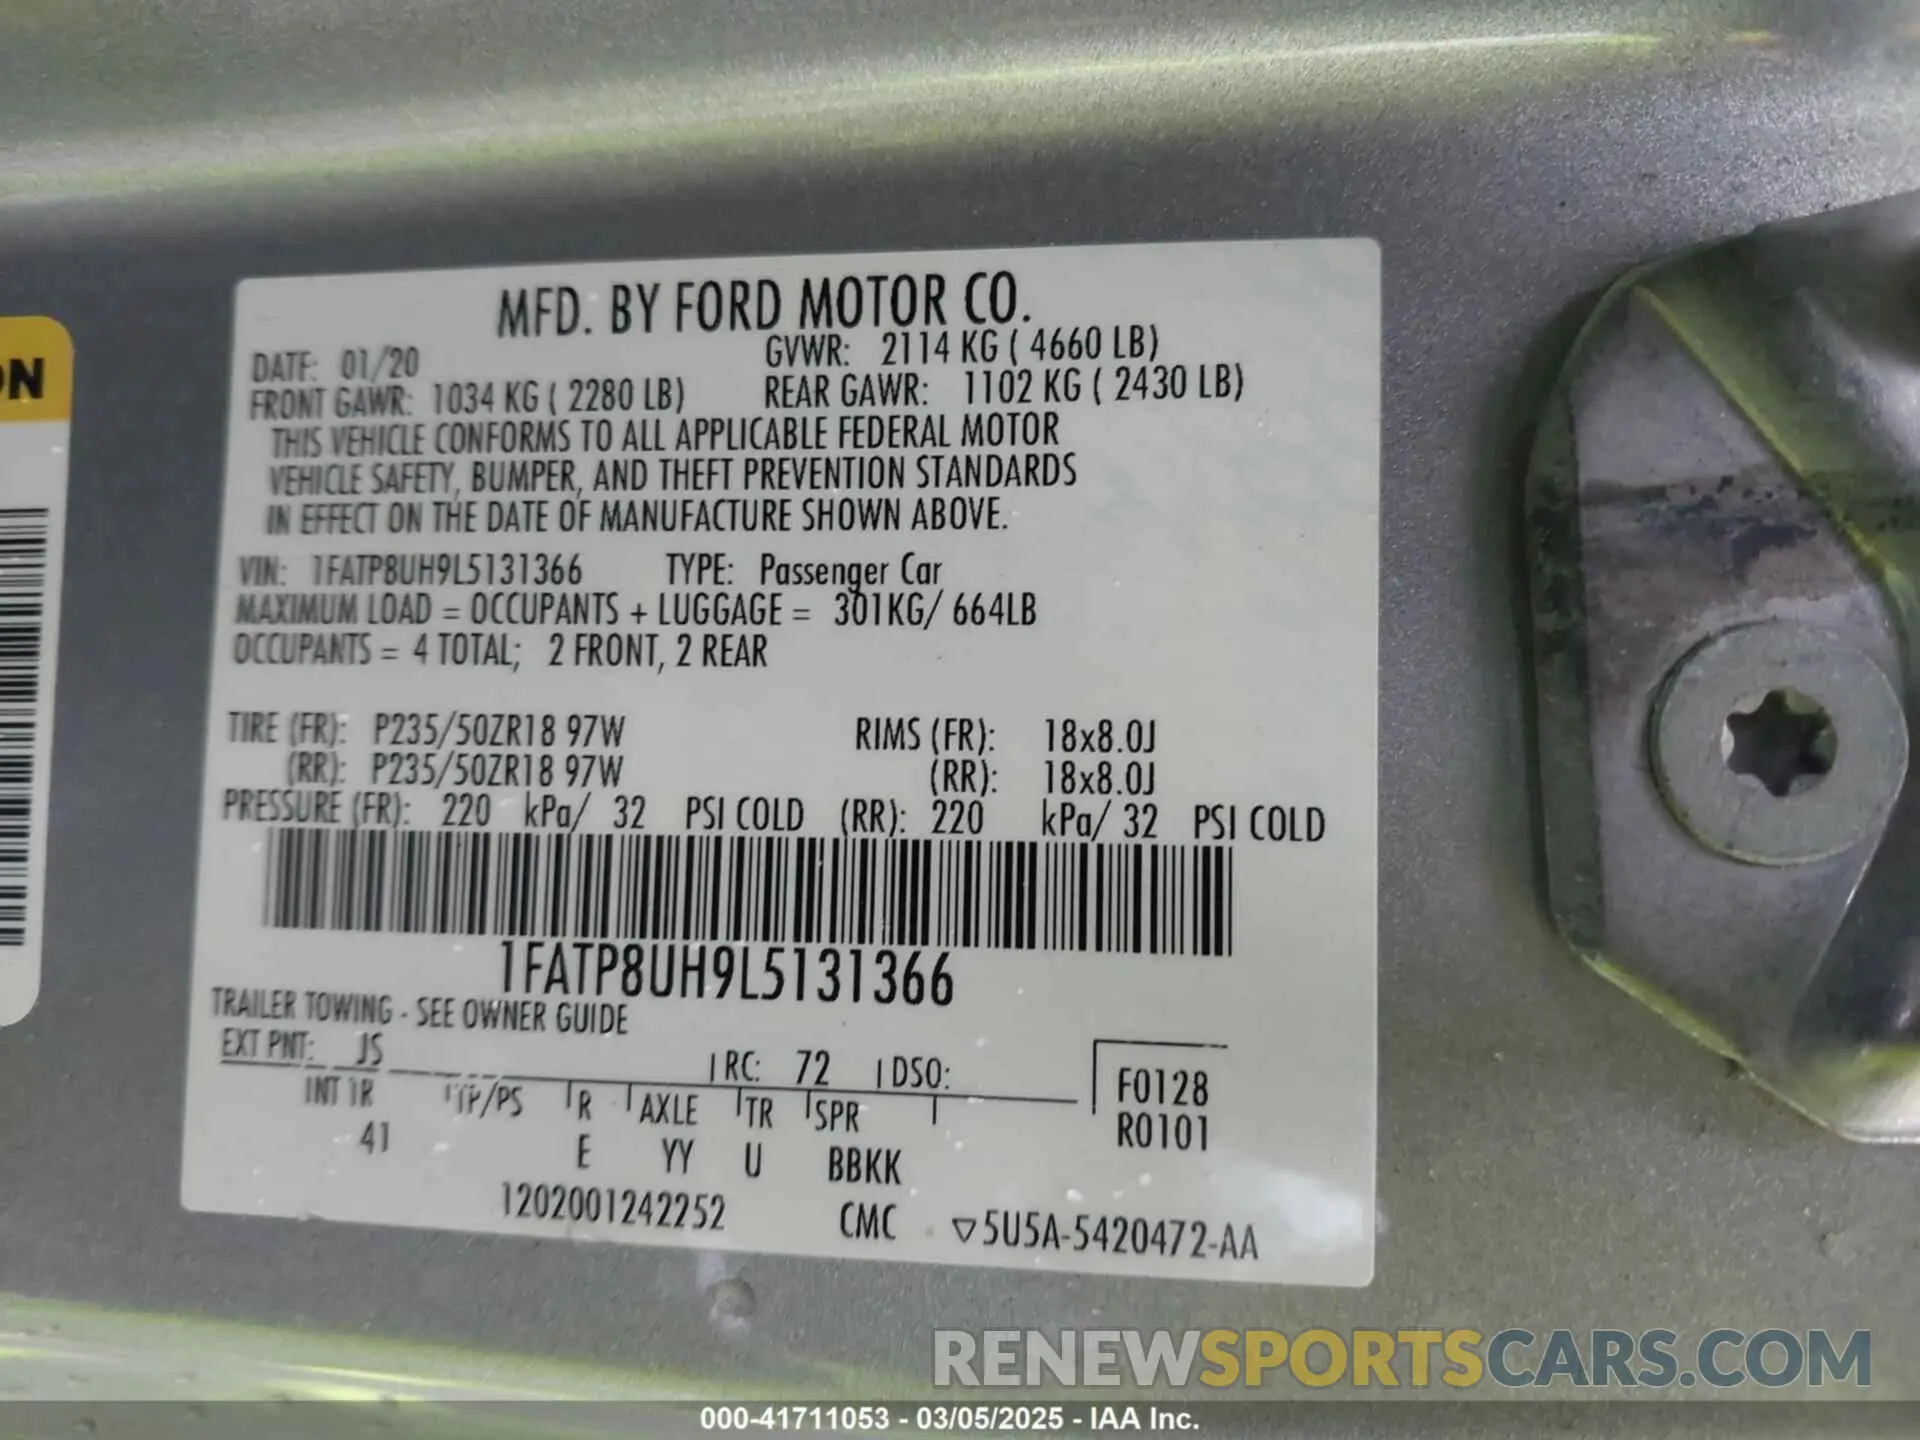 ON
MFD. BY FORD MOTOR CO.
DATE: 01/20 GVWR: 2114 KG ( 4660 LB)
FRONT GAWR: 1034 KG ( 2280 LB) REAR GAWR: 1102 KG ( 2430 LB)
THIS VEHICLE CONFORMS TO ALL APPLICABLE FEDERAL MOTOR
VEHICLE SAFETY, BUMPER, AND THEFT PREVENTION STANDARDS
IN EFFECT ON THE DATE OF MANUFACTURE SHOWN ABOVE.
VIN: 1FATP8UH9L5131366 TYPE: Passenger Car
MAXIMUM LOAD = OCCUPANTS + LUGGAGE = 301KG/ 664LB
OCCUPANTS = 4 TOTAL; 2 FRONT, 2 REAR
TIRE (FR): P235/50ZR18 97W RIMS (FR): 18x8.0J
(RR): P235/50ZR18 97W (RR): 18x8.0J
PRESSURE (FR): 220 kPa/ 32 PSI COLD (RR): 220 kPa/ 32 PSI COLD
1FATP8UH9L5131366
TRAILER TOWING - SEE OWNER GUIDE
EXT PNT: JS RC: 72 DSO:
INT TR TP/PS R AXLE TR SPR F0128
41 E YY U BBKK R0101
1202001242252 CMC ▽5U5A-5420472-AA
RENEWSPORTSCARS.COM
000-41711053 - 03/05/2025 - IAA Inc.